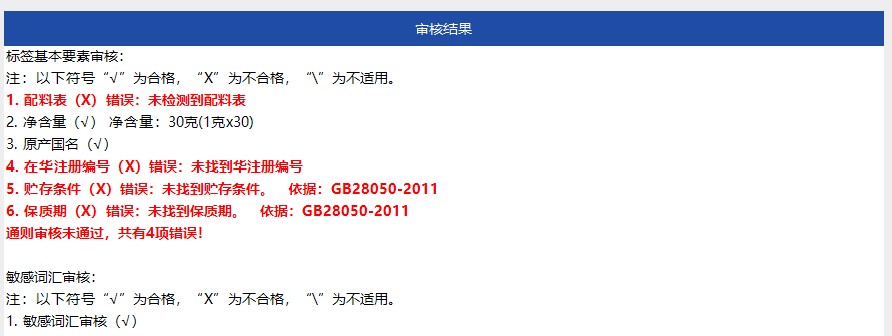 审核结果
标签基本要素审核：
注：以下符号“√”为合格，“X”为不合格，“\”为不适用。
1. 配料表（X）错误：未检测到配料表
2. 净含量（√） 净含量：30克(1克x30)
3. 原产国名（√）
4. 在华注册编号（X）错误：未找到华注册编号
5. 贮存条件（X）错误：未找到贮存条件。 依据：GB28050-2011
6. 保质期（X）错误：未找到保质期。 依据：GB28050-2011
通则审核未通过，共有4项错误！
敏感词汇审核：
注：以下符号“√”为合格，“X”为不合格，“\”为不适用。
1. 敏感词汇审核（√）